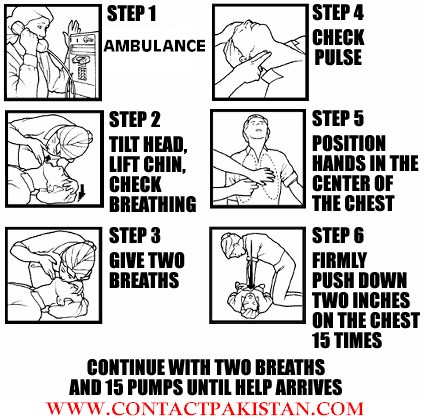 STEP 1
AMBULANCE
STEP 2
TILT HEAD,
LIFT CHIN,
CHECK
BREATHING
STEP 3
GIVE TWO
BREATHS
STEP 4
CHECK
PULSE
STEP 5
POSITION
HANDS IN THE
CENTER OF
THE CHEST
STEP 6
FIRMLY
PUSH DOWN
TWO INCHES
ON THE CHEST
15 TIMES
CONTINUE WITH TWO BREATHS
AND 15 PUMPS UNTIL HELP ARRIVES
WWW.CONTACTPAKISTAN.COM